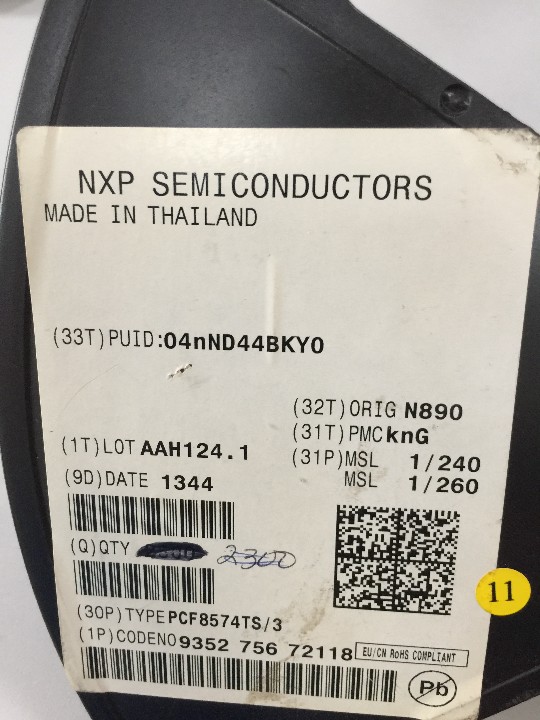 NXP SEMICONDUCTORS
MADE IN THAILAND
(33T)PUID:04nND44BKY0
(32T)ORIG N890
(31T)PMC knG
(1T)LOT AAH124.1
(31P)MSL 1/240
(9D)DATE 1344
MSL 1/260
(Q)QTY 2300
(30P)TYPE PCF8574TS/3
(1P)CODENO 9352 756 72118
EU/CN RoHS COMPLIANT
Pb
11